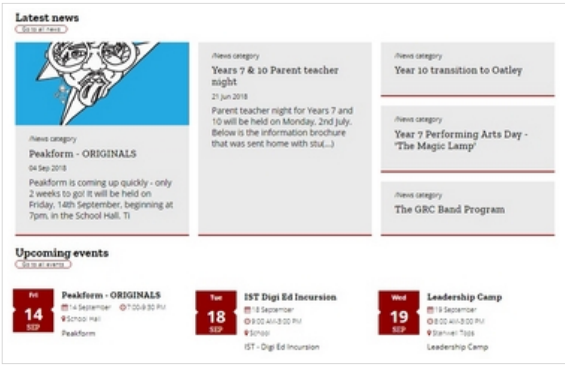 Latest news
Go to all news
/News category
Peakform - ORIGINALS
04 Sep 2018
Peakform is coming up quickly - only
2 weeks to go! It will be held on
Friday, 14th September, beginning at
7pm, in the School Hall, Ti
/News category
Years 7 & 10 Parent teacher
night
21 Jun 2018
Parent teacher night for Years 7 and
10 will be held on Monday, 2nd July.
Below is the information brochure
that was sent home with stu(...)
/News category
Year 10 transition to Oatley
/News category
Year 7 Performing Arts Day -
'The Magic Lamp'
/News category
The GRC Band Program
Upcoming events
Go to all events
Fri
14
SEP
Peakform - ORIGINALS
14 September 7:00-9:30 PM
School Hall
Peakform
Tue
18
SEP
IST Digi Ed Incursion
18 September
9:00 AM-3:00 PM
School
IST - Digi Ed Incursion
Wed
19
SEP
Leadership Camp
19 September
8:00 AM-3:00 PM
Stanwell Tops
Leadership Camp